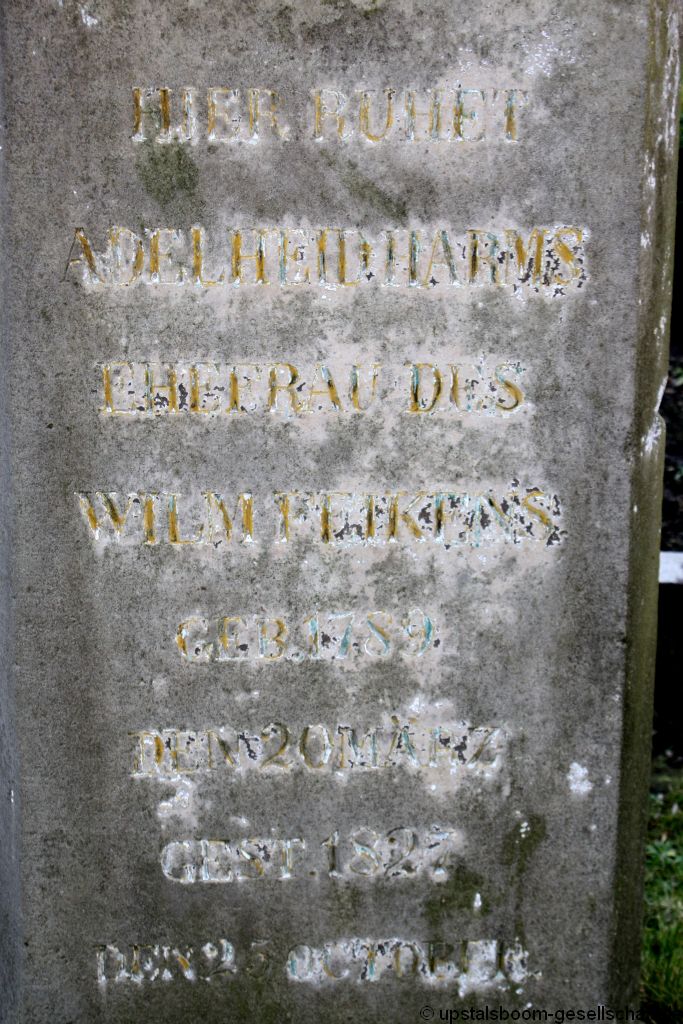 HIER RUHET
ADELHEID HARMS
EHEFRAU DES
WILM FEIKENS
GEB. 1789
DEN 20 MÄRZ
GEST. 1827
DEN 25 OCTOBER
© upstalsboom-gesellschaft